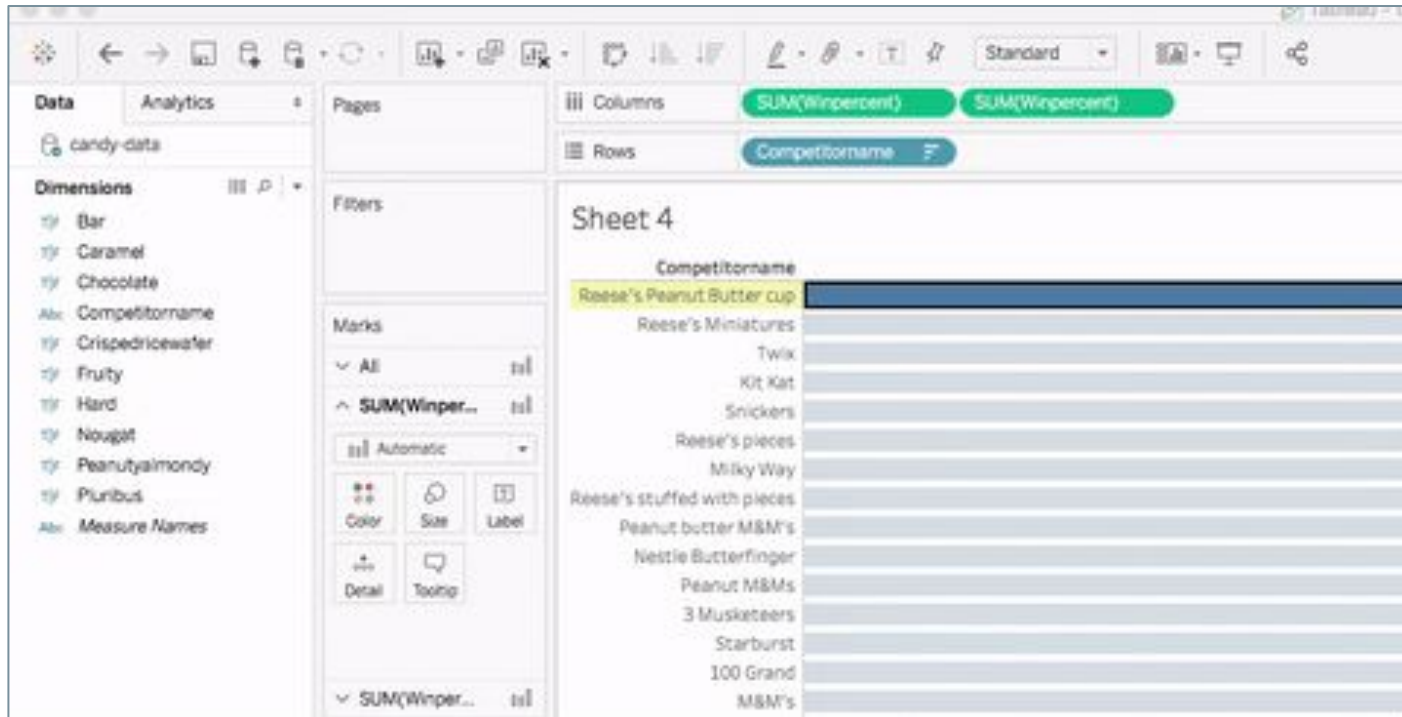 Standard
Data
Analytics
Pages
Columns
SUM(Winpercent)
SUM(Winpercent)
candy-data
Rows
Competitorname
Dimensions
Filters
Bar
Caramel
Chocolate
Abc Competitorname
Crispedricewafer
Fruity
Hard
Nougat
Peanutyalmondy
Pluribus
Abc Measure Names
Marks
All
SUM(Winper...
Automatic
Color
Size
Label
Detail
Tooltip
SUM(Winper...
Sheet 4
Competitorname
Reese's Peanut Butter cup
Reese's Miniatures
Twix
Kit Kat
Snickers
Reese's pieces
Milky Way
Reese's stuffed with pieces
Peanut butter M&M's
Nestle Butterfinger
Peanut M&Ms
3 Musketeers
Starburst
100 Grand
M&M's